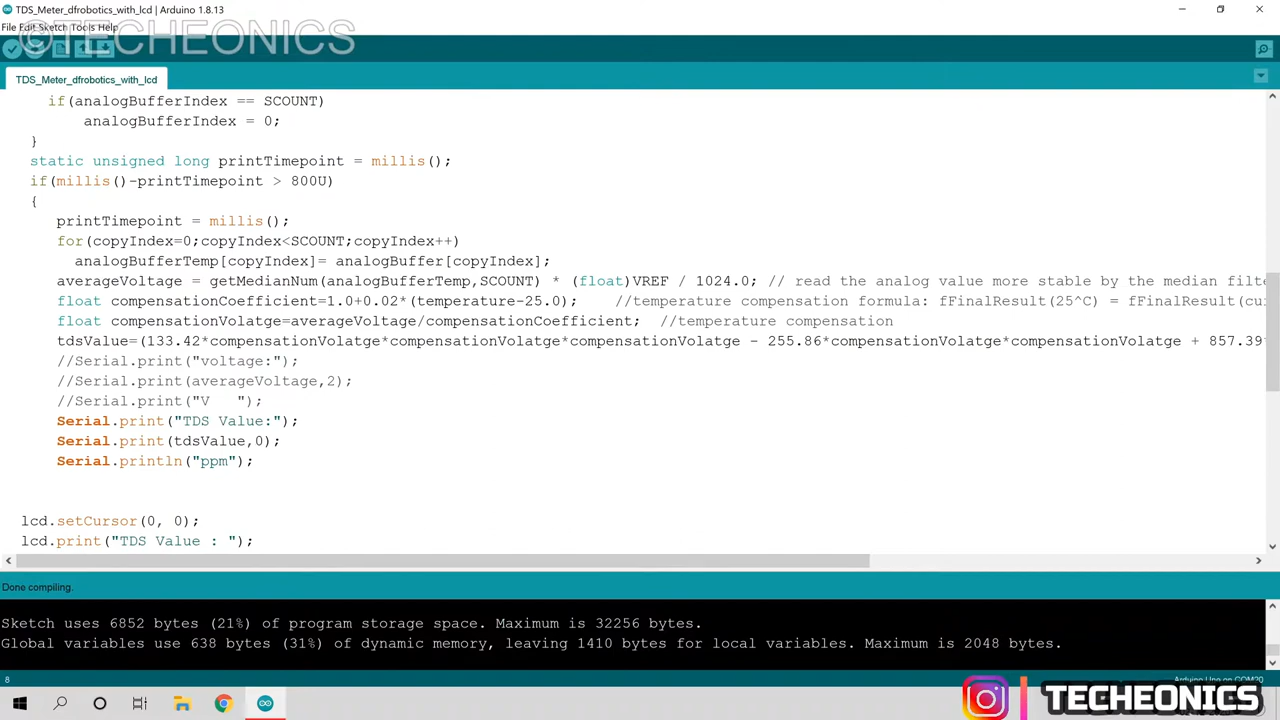 TDS_Meter_dfrobotics_with_lcd | Arduino 1.8.13
File Edit Sketch Tools Help
©TECHEONICS
TDS_Meter_dfrobotics_with_lcd
if(analogBufferIndex == SCOUNT)
analogBufferIndex = 0;
}
static unsigned long printTimepoint = millis();
if(millis()-printTimepoint > 800U)
{
printTimepoint = millis();
for(copyIndex=0;copyIndex<SCOUNT;copyIndex++)
analogBufferTemp[copyIndex]= analogBuffer[copyIndex];
averageVoltage = getMedianNum(analogBufferTemp,SCOUNT) * (float)VREF / 1024.0; // read the analog value more stable by the median filte
float compensationCoefficient=1.0+0.02*(temperature-25.0); //temperature compensation formula: fFinalResult(25^C) = fFinalResult(cu
float compensationVolatge=averageVoltage/compensationCoefficient; //temperature compensation
tdsValue=(133.42*compensationVolatge*compensationVolatge*compensationVolatge - 255.86*compensationVolatge*compensationVolatge + 857.39*
//Serial.print("voltage:");
//Serial.print(averageVoltage,2);
//Serial.print("V   ");
Serial.print("TDS Value:");
Serial.print(tdsValue,0);
Serial.println("ppm");
lcd.setCursor(0, 0);
lcd.print("TDS Value : ");
Done compiling.
Sketch uses 6852 bytes (21%) of program storage space. Maximum is 32256 bytes.
Global variables use 638 bytes (31%) of dynamic memory, leaving 1410 bytes for local variables. Maximum is 2048 bytes.
8
Arduino Uno on COM20
TECHEONICS